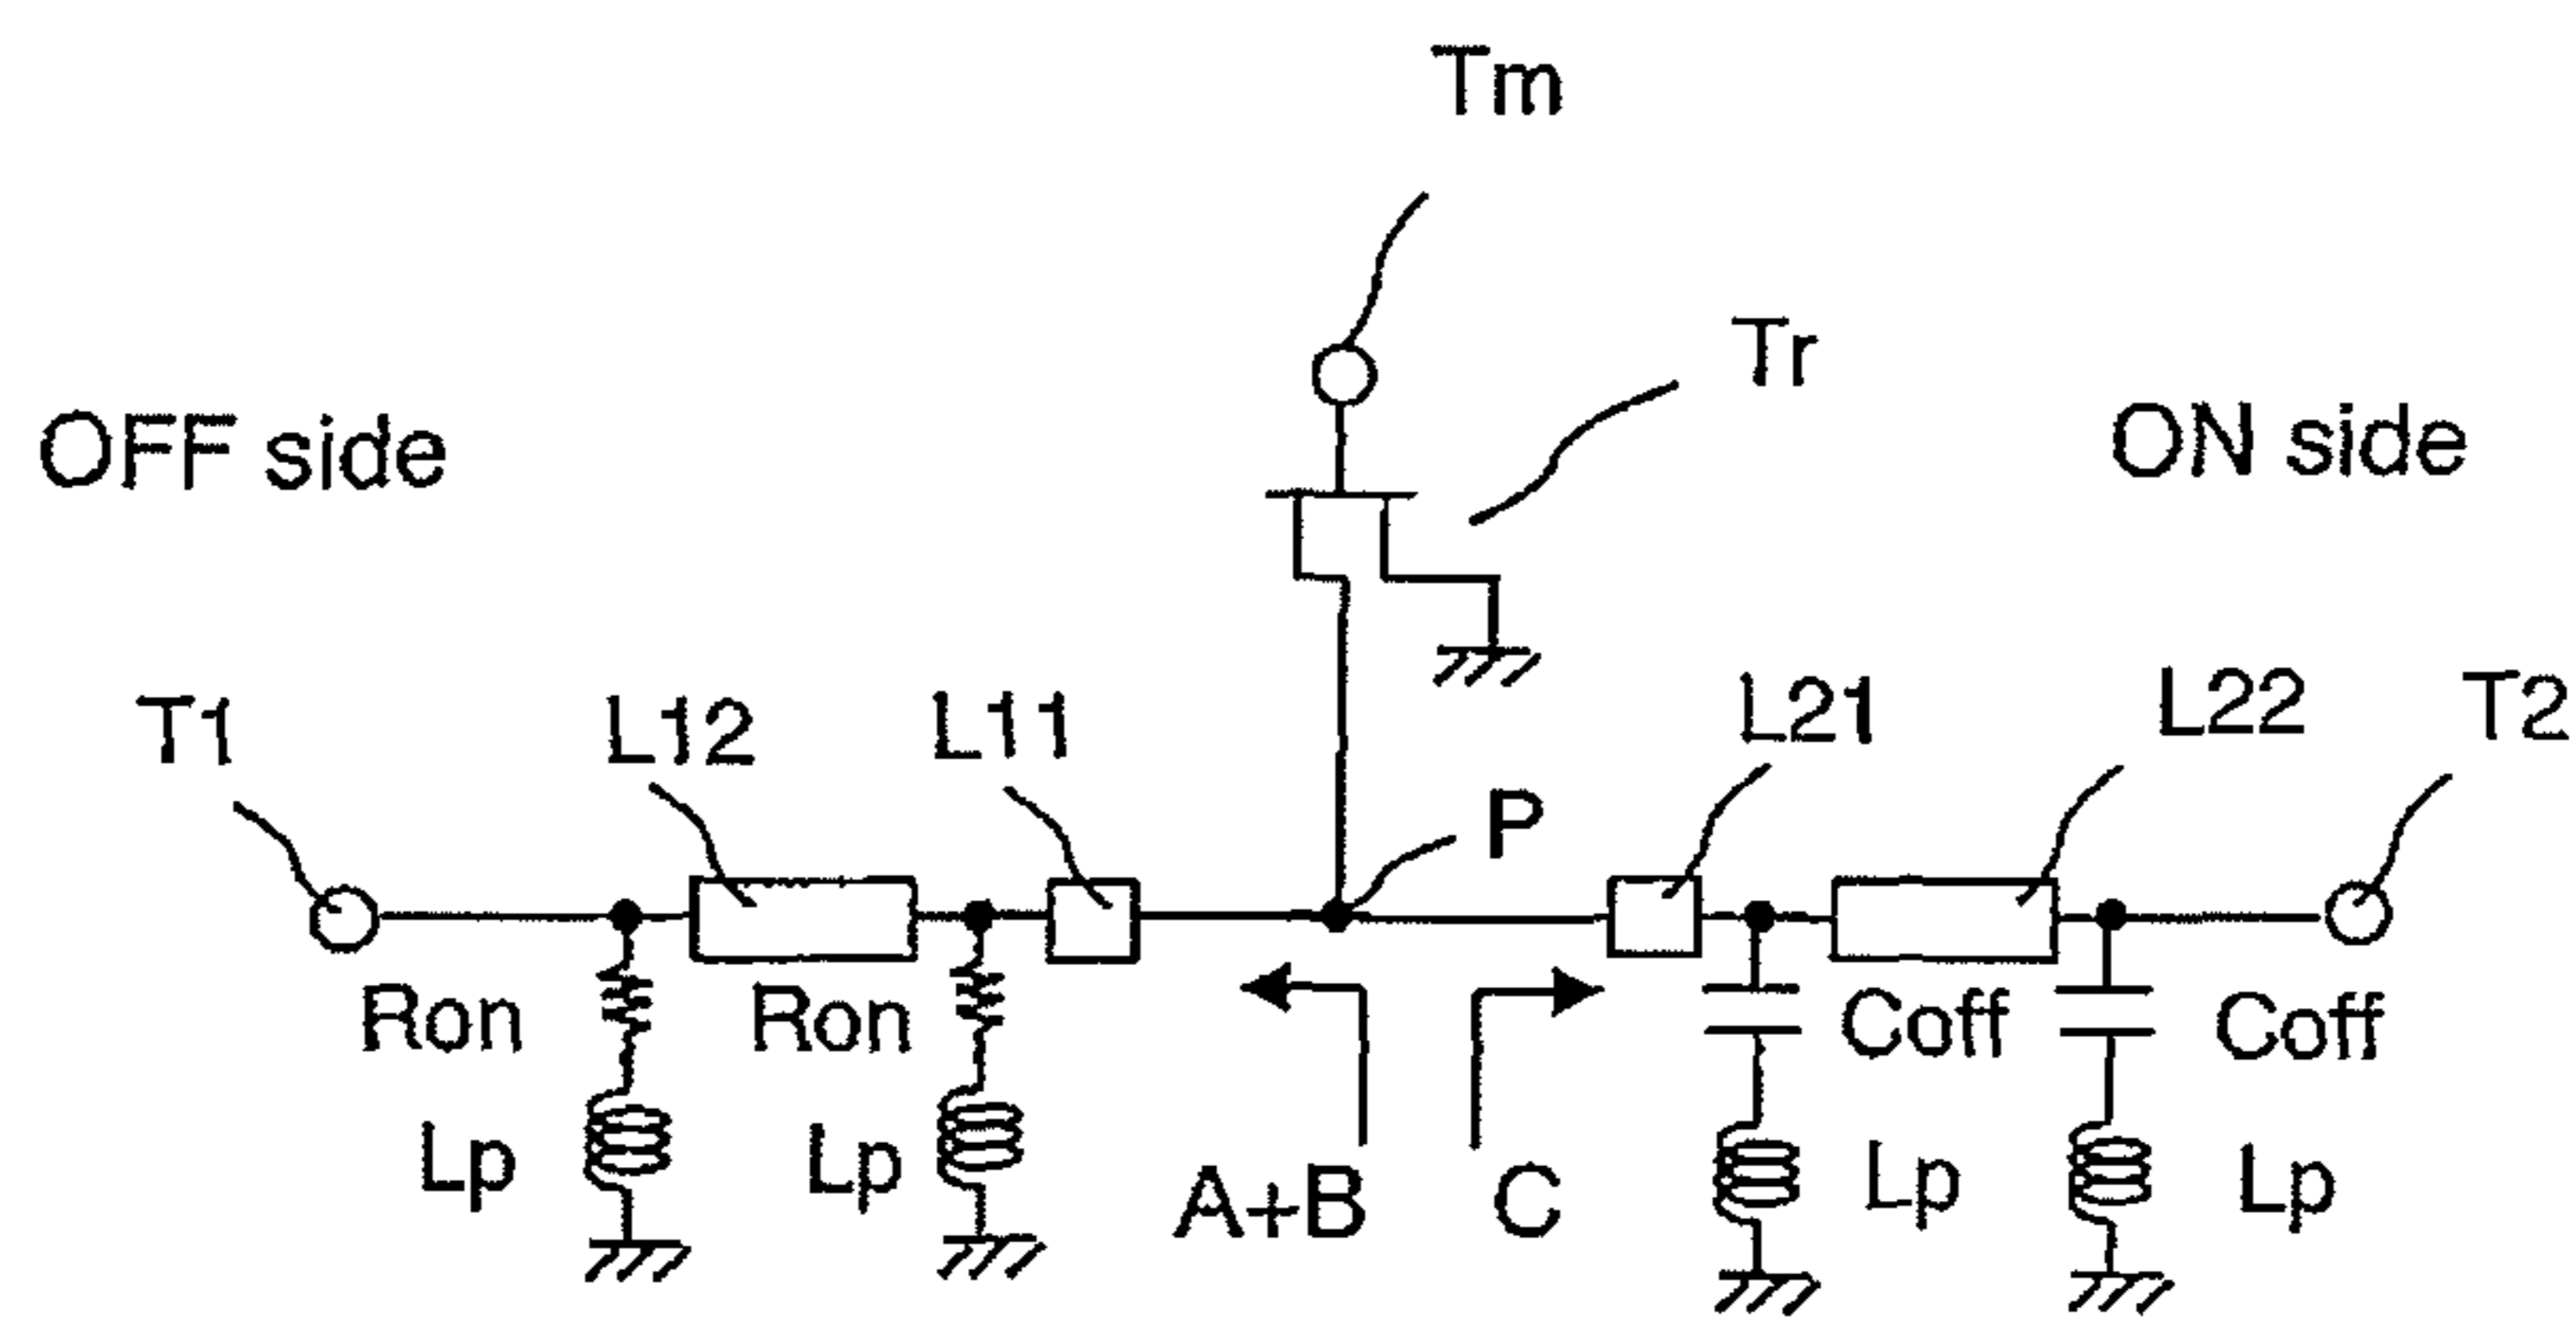 Tm
Tr
OFF side
ON side
T1
L12
L11
L21
L22
T2
P
Ron
Ron
Coff
Coff
Lp
Lp
A+B
C
Lp
Lp